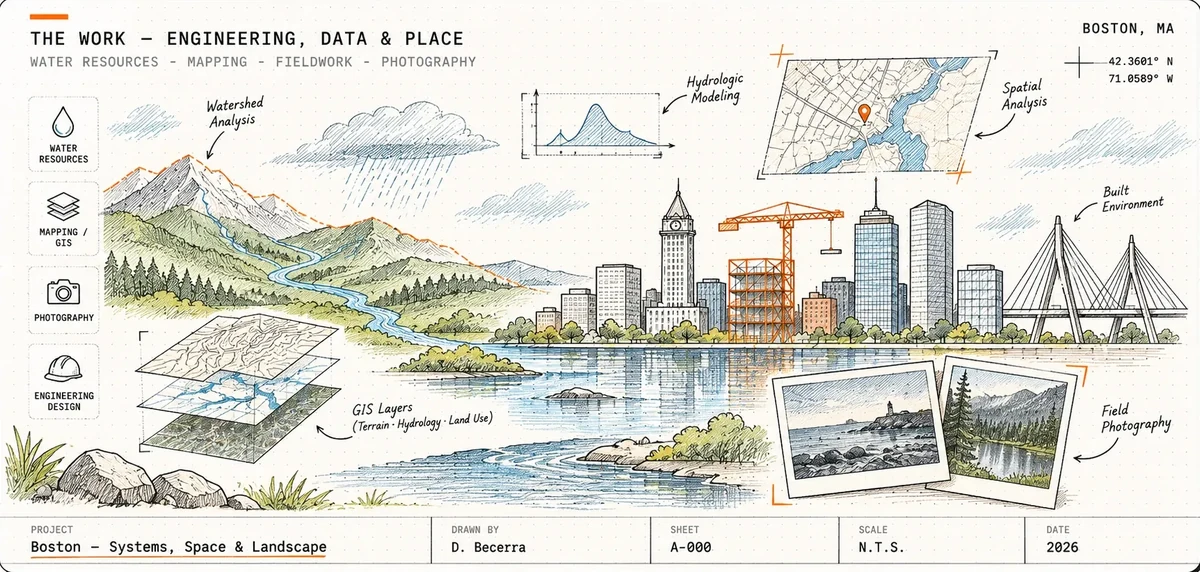 THE WORK — ENGINEERING, DATA & PLACE
WATER RESOURCES - MAPPING - FIELDWORK - PHOTOGRAPHY
BOSTON, MA
42.3601° N
71.0589° W
WATER
RESOURCES
MAPPING /
GIS
PHOTOGRAPHY
ENGINEERING
DESIGN
Watershed
Analysis
Hydrologic
Modeling
Spatial
Analysis
Built
Environment
GIS Layers
(Terrain · Hydrology · Land Use)
Field
Photography
PROJECT
Boston — Systems, Space & Landscape
DRAWN BY
D. Becerra
SHEET
A-000
SCALE
N.T.S.
DATE
2026